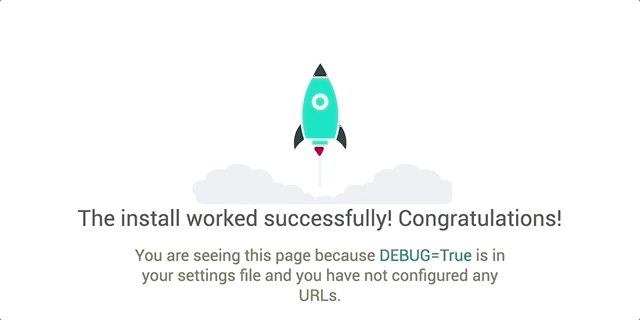 The install worked successfully! Congratulations!
You are seeing this page because DEBUG=True is in
your settings file and you have not configured any
URLs.